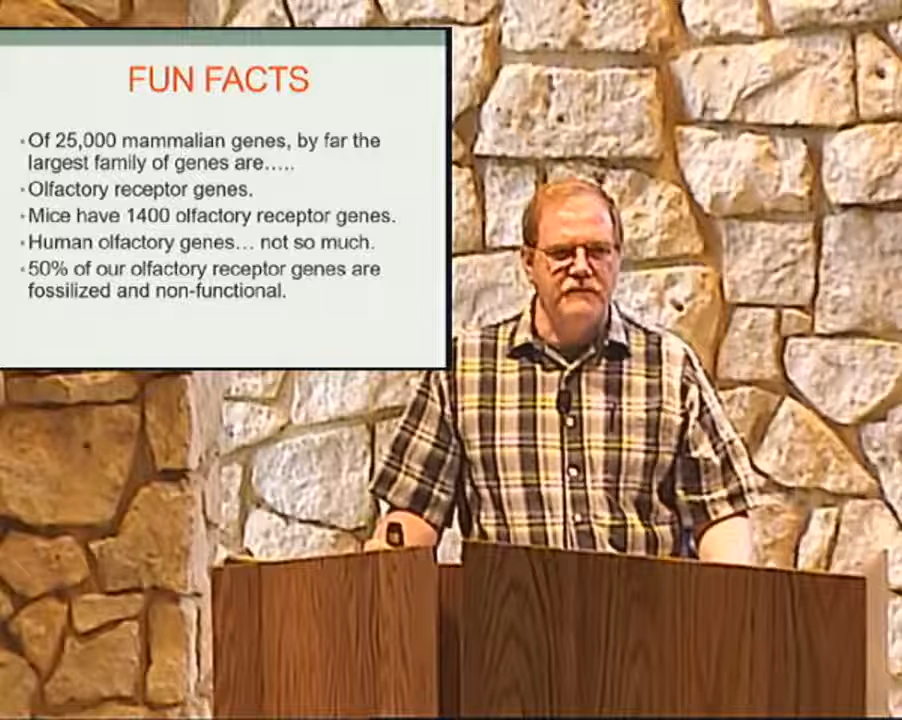 FUN FACTS
•Of 25,000 mammalian genes, by far the
largest family of genes are…..
•Olfactory receptor genes.
•Mice have 1400 olfactory receptor genes.
•Human olfactory genes… not so much.
•50% of our olfactory receptor genes are
fossilized and non-functional.